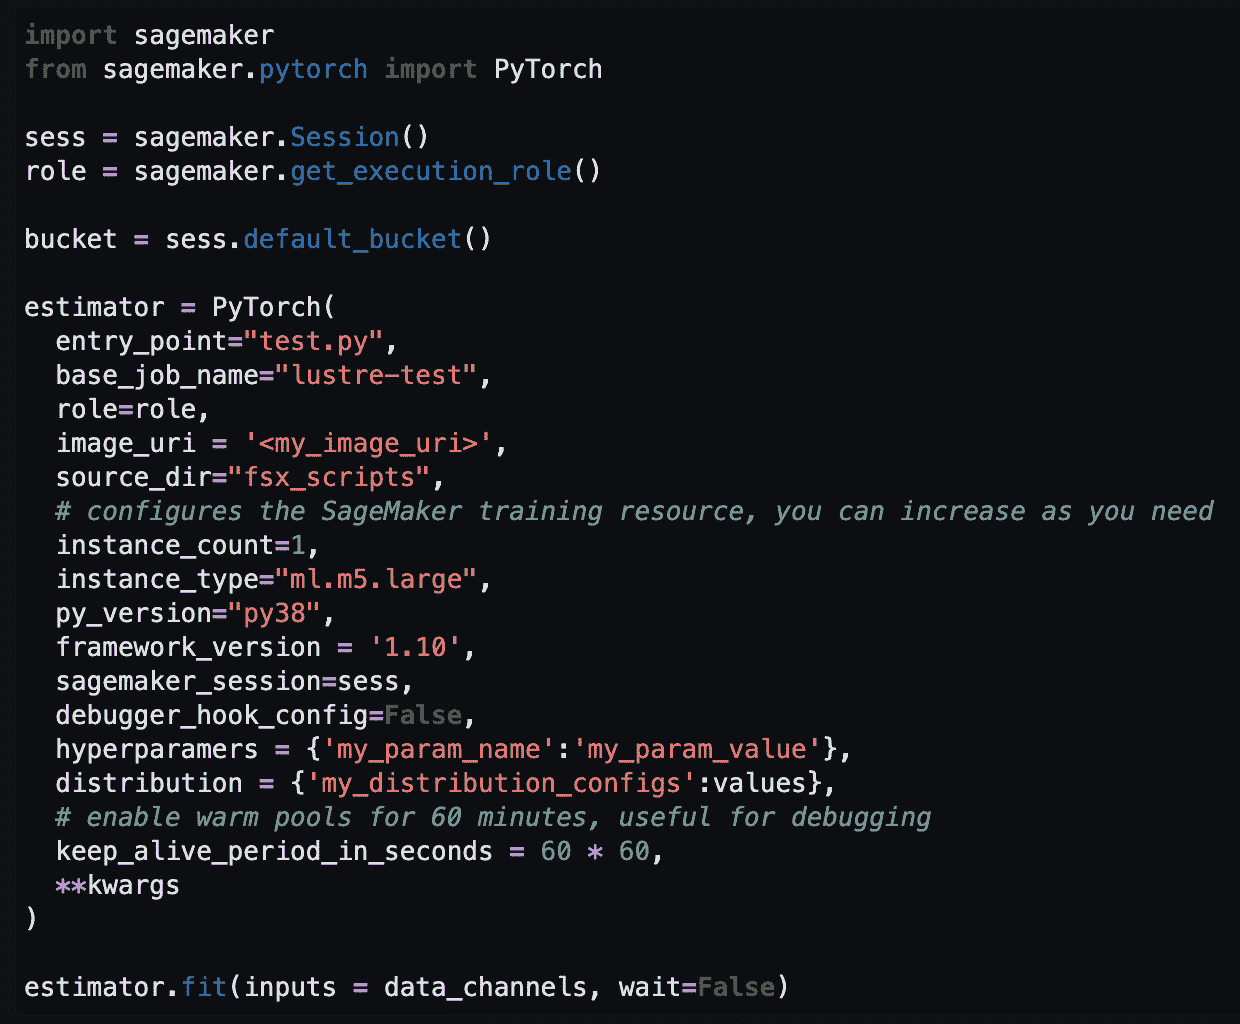 import sagemaker
from sagemaker.pytorch import PyTorch
sess = sagemaker.Session()
role = sagemaker.get_execution_role()
bucket = sess.default_bucket()
estimator = PyTorch(
entry_point="test.py",
base_job_name="lustre-test",
role=role,
image_uri = '<my_image_uri>',
source_dir="fsx_scripts",
# configures the SageMaker training resource, you can increase as you need
instance_count=1,
instance_type="ml.m5.large",
py_version="py38",
framework_version = '1.10',
sagemaker_session=sess,
debugger_hook_config=False,
hyperparamers = {'my_param_name':'my_param_value'},
distribution = {'my_distribution_configs':values},
# enable warm pools for 60 minutes, useful for debugging
keep_alive_period_in_seconds = 60 * 60,
**kwargs
)
estimator.fit(inputs = data_channels, wait=False)